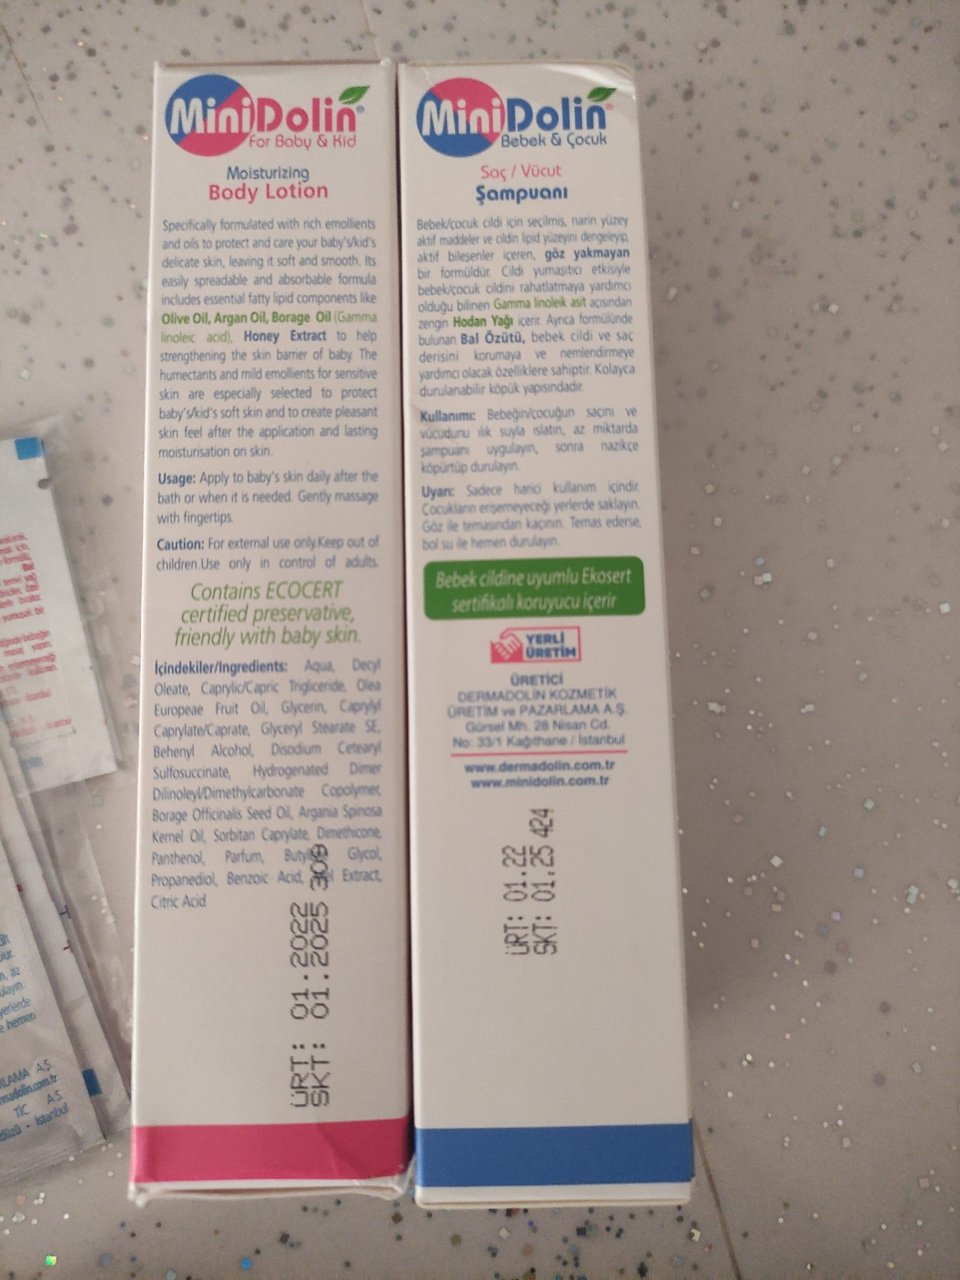 MiniDolin®
For Baby & Kid
Moisturizing
Body Lotion
Specifically formulated with rich emollients
and oils to protect and care your baby's/kid's
delicate skin, leaving it soft and smooth. Its
easily spreadable and absorbable formula
includes essential fatty lipid components like
Olive Oil, Argan Oil, Borage Oil (Gamma
linoleic acid), Honey Extract to help
strengthening the skin barrier of baby. The
humectants and mild emollients for sensitive
skin are especially selected to protect
baby's/kid's soft skin and to create pleasant
skin feel after the application and lasting
moisturisation on skin.
Usage: Apply to baby's skin daily after the
bath or when it is needed. Gently massage
with fingertips.
Caution: For external use only.Keep out of
children.Use only in control of adults.
Contains ECOCERT
certified preservative,
friendly with baby skin.
İçindekiler/Ingredients: Aqua, Decyl
Oleate, Caprylic/Capric Trigliceride, Olea
Europeae Fruit Oil, Glycerin, Caprylyl
Caprylate/Caprate, Glyceryl Stearate SE,
Behenyl Alcohol, Disodium Cetearyl
Sulfosuccinate, Hydrogenated Dimer
Dilinoleyl/Dimethylcarbonate Copolymer,
Borage Officinalis Seed Oil, Argania Spinosa
Kernel Oil, Sorbitan Caprylate, Dimethicone,
Panthenol, Parfum, Glycol,
Propanediol, Benzoic Acid, Extract,
Citric Acid
ÜRT: 01.2022
SKT: 01.2025 309
MiniDolin®
Bebek & Çocuk
Saç / Vücut
Şampuanı
Bebek/çocuk cildi için seçilmiş, narin yüzey
aktif maddeler ve cildin lipid yüzeyini dengeleyip,
aktif bileşenler içeren, göz yakmayan
bir formüldür. Cildi yumaşıtıcı etkisiyle
bebek/çocuk cildini rahatlatmaya yardımcı
olduğu bilinen Gamma linoleik asit açısından
zengin Hodan Yağı içerir. Ayrıca formülünde
bulunan Bal Özütü, bebek cildi ve saç
derisini korumaya ve nemlendirmeye
yardımcı olacak özelliklere sahiptir. Kolayca
durulanabilir köpük yapısındadır.
Kullanımı: Bebeğin/çocuğun saçını ve
vücudunu ılık suyla ıslatın, az miktarda
şampuanı uygulayın, sonra nazikçe
köpürtüp durulayın.
Uyarı: Sadece harici kullanım içindir.
Çocukların erişemeyeceği yerlerde saklayın.
Göz ile temasından kaçının. Temas ederse,
bol su ile hemen durulayın.
Bebek cildine uyumlu Ekosert
sertifikalı koruyucu içerir
YERLİ
ÜRETİM
ÜRETİCİ
DERMADOLİN KOZMETİK
ÜRETİM ve PAZARLAMA A.Ş.
Gürsel Mh. 28 Nisan Cd.
No: 33/1 Kağıthane / İstanbul
www.dermadolin.com.tr
www.minidolin.com.tr
ÜRT: 01.22
SKT: 01.25 424